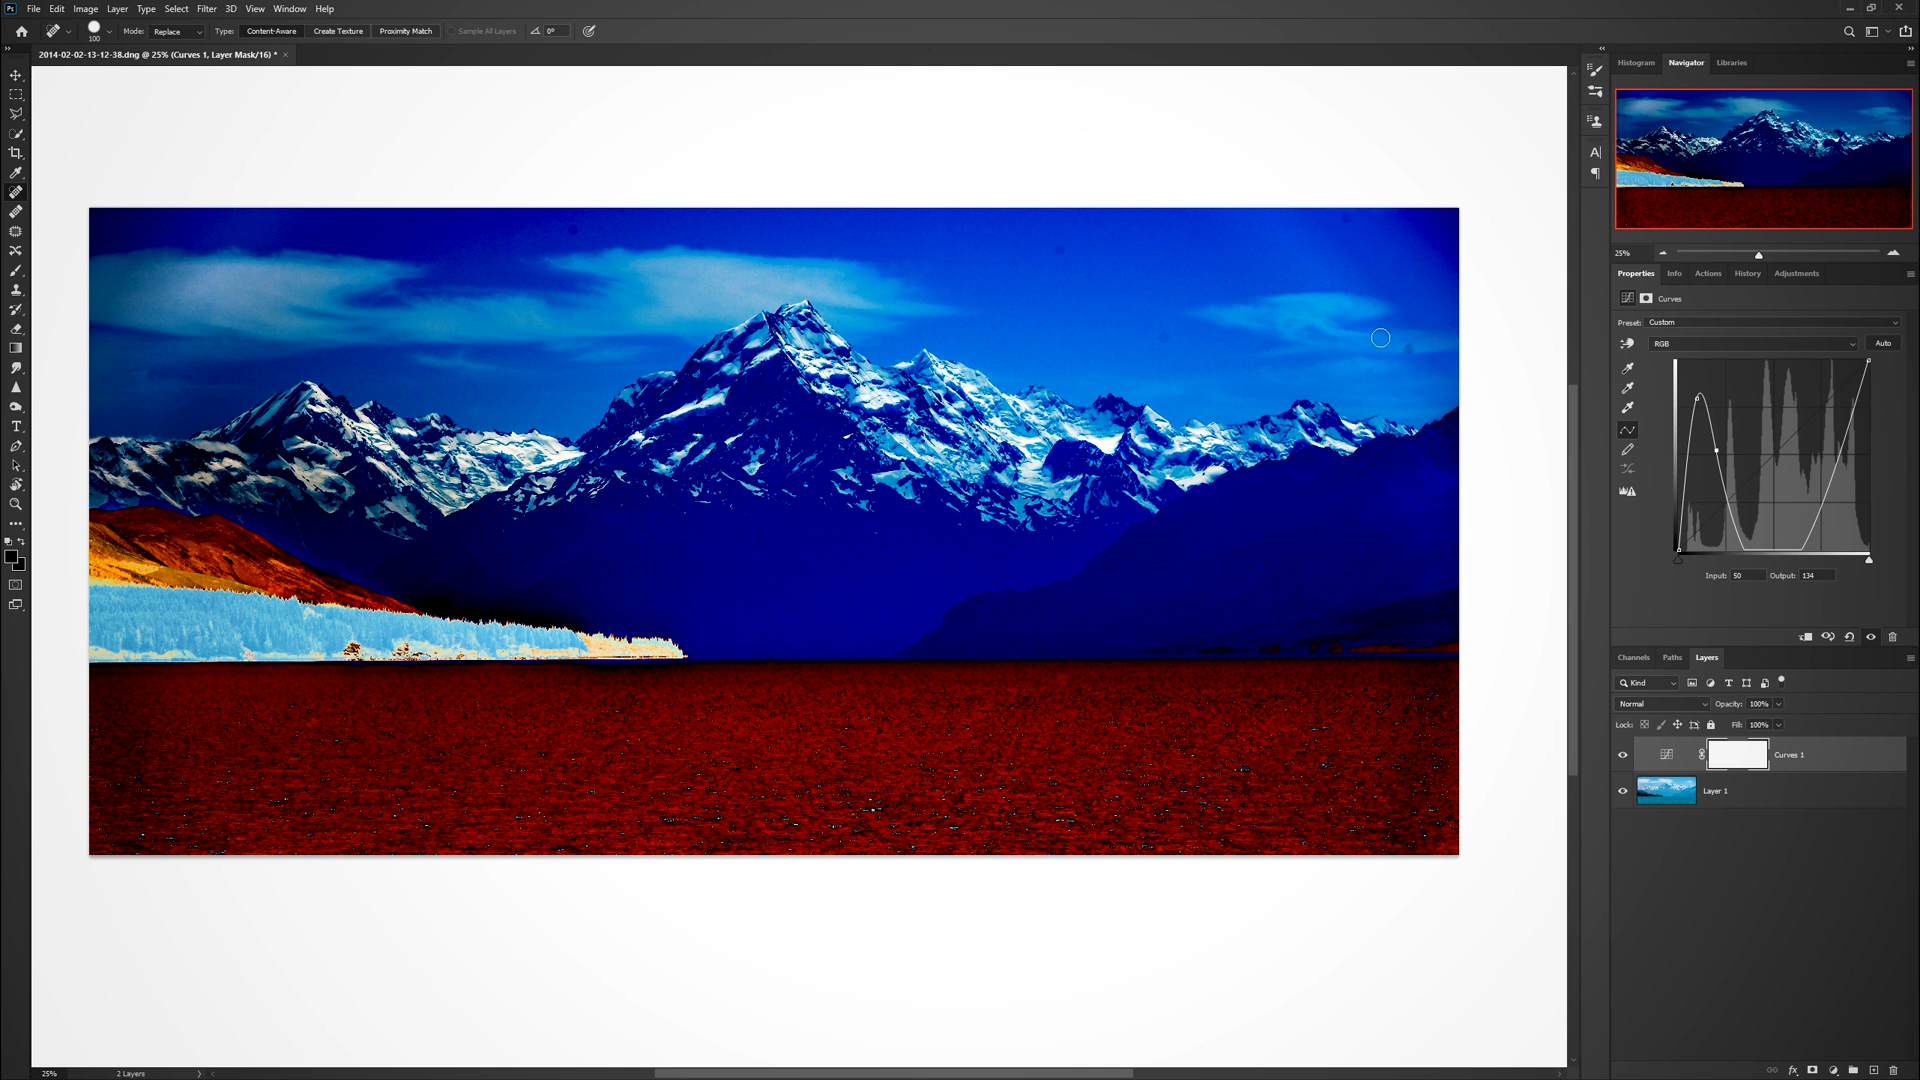 Ps File Edit Image Layer Type Select Filter 3D View Window Help
100 Mode: Replace Type: Content-Aware Create Texture Proximity Match Sample All Layers 0°
2014-02-02-13-12-38.dng @ 25% (Curves 1, Layer Mask/16) * ×
Histogram Navigator Libraries
25%
Properties Info Actions History Adjustments
Curves
Preset: Custom
RGB Auto
Input: 50 Output: 134
Channels Paths Layers
Kind
Normal Opacity: 100%
Lock: Fill: 100%
Curves 1
Layer 1
25% 2 Layers